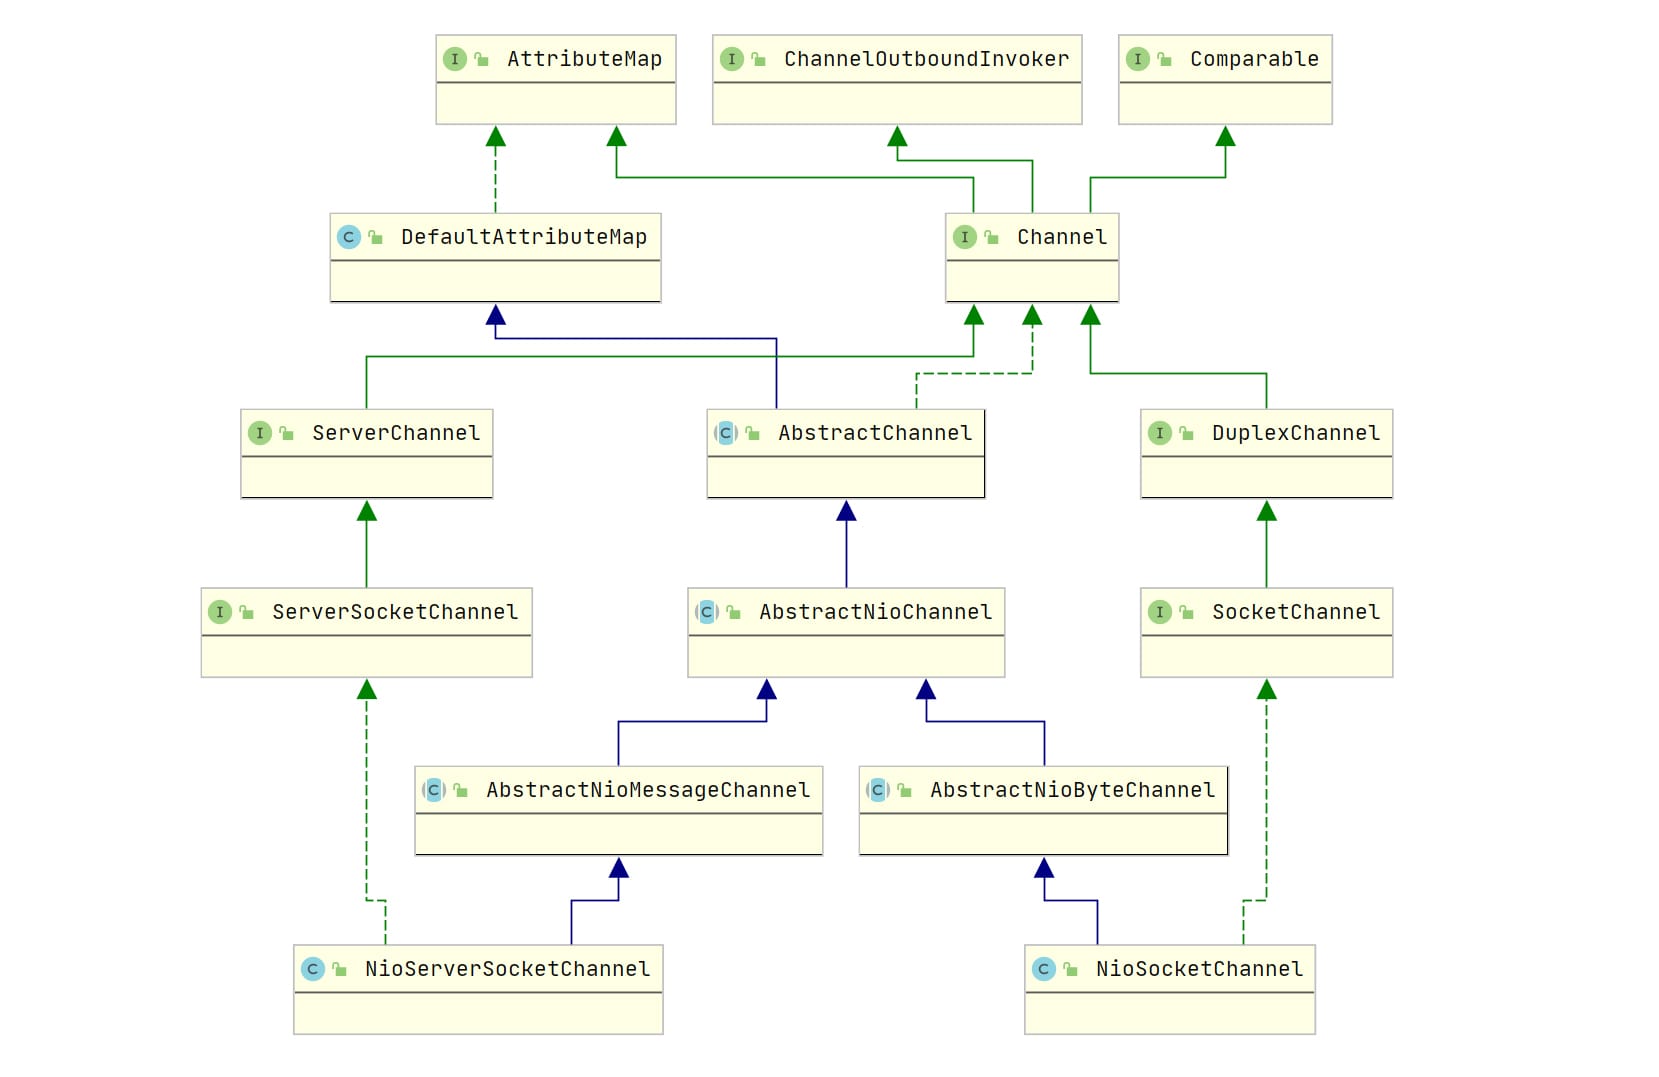 I AttributeMap
I ChannelOutboundInvoker
I Comparable
C DefaultAttributeMap
I Channel
I ServerChannel
C AbstractChannel
I DuplexChannel
I ServerSocketChannel
C AbstractNioChannel
I SocketChannel
C AbstractNioMessageChannel
C AbstractNioByteChannel
C NioServerSocketChannel
C NioSocketChannel